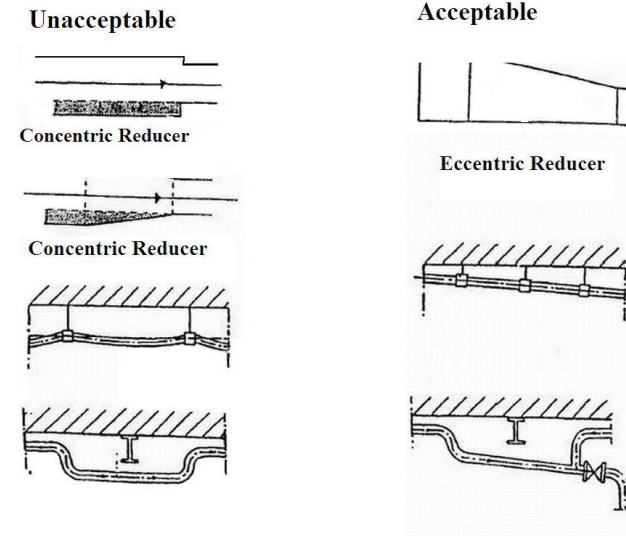 Unacceptable
Acceptable
Concentric Reducer
Eccentric Reducer
Concentric Reducer